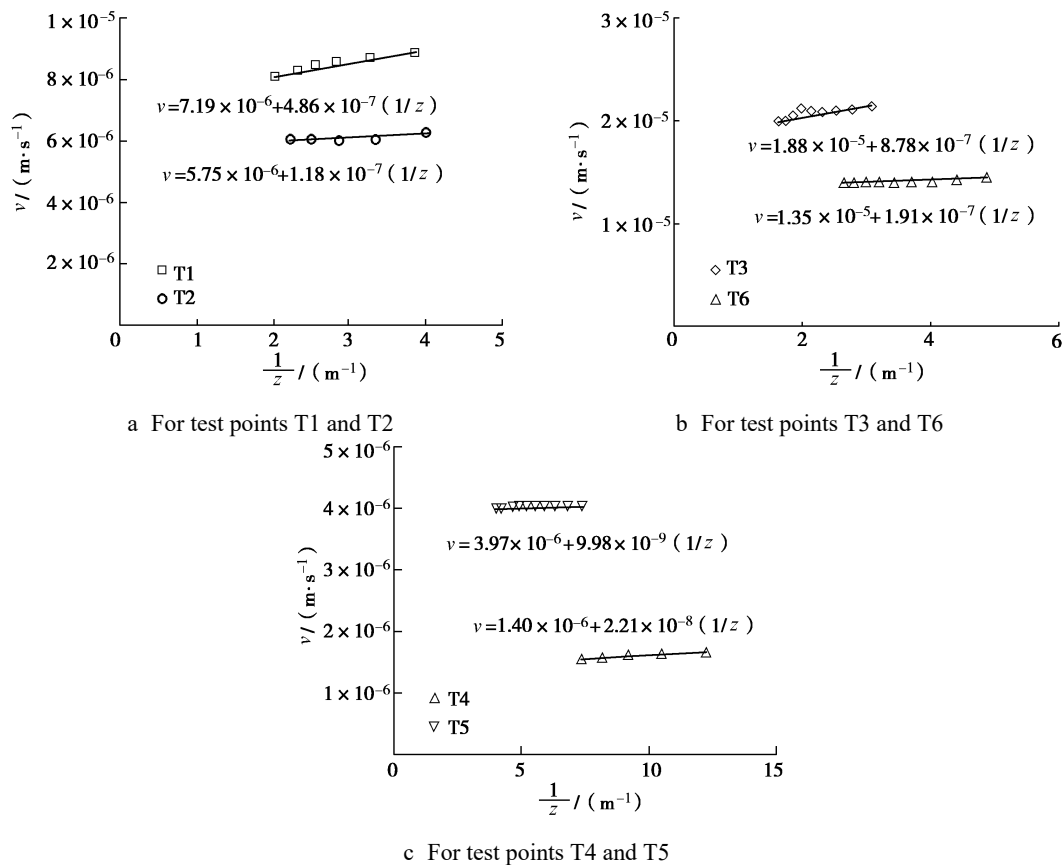 1 × 10⁻⁵
8 × 10⁻⁶
6 × 10⁻⁶
4 × 10⁻⁶
2 × 10⁻⁶
v/(m·s⁻¹)
v=7.19 × 10⁻⁶+4.86 × 10⁻⁷ (1/z)
v=5.75 × 10⁻⁶+1.18 × 10⁻⁷ (1/z)
T1
T2
0 1 2 3 4 5
1/z /(m⁻¹)
a For test points T1 and T2
3 × 10⁻⁵
2 × 10⁻⁵
1 × 10⁻⁵
v/(m·s⁻¹)
v=1.88 × 10⁻⁵+8.78 × 10⁻⁷ (1/z)
v=1.35 × 10⁻⁵+1.91 × 10⁻⁷ (1/z)
T3
T6
0 2 4 6
1/z /(m⁻¹)
b For test points T3 and T6
5 × 10⁻⁶
4 × 10⁻⁶
3 × 10⁻⁶
2 × 10⁻⁶
1 × 10⁻⁶
v/(m·s⁻¹)
v=3.97× 10⁻⁶+9.98 × 10⁻⁹ (1/z)
v=1.40 × 10⁻⁶+2.21 × 10⁻⁸ (1/z)
T4
T5
0 5 10 15
1/z /(m⁻¹)
c For test points T4 and T5